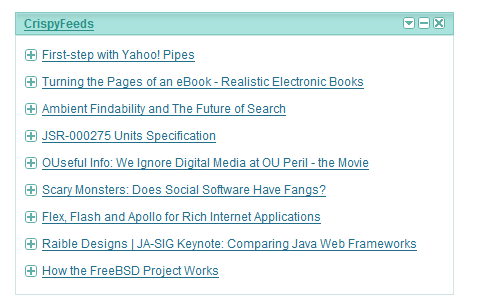 CrispyFeeds
First-step with Yahoo! Pipes
Turning the Pages of an eBook - Realistic Electronic Books
Ambient Findability and The Future of Search
JSR-000275 Units Specification
OUseful Info: We Ignore Digital Media at OU Peril - the Movie
Scary Monsters: Does Social Software Have Fangs?
Flex, Flash and Apollo for Rich Internet Applications
Raible Designs | JA-SIG Keynote: Comparing Java Web Frameworks
How the FreeBSD Project Works